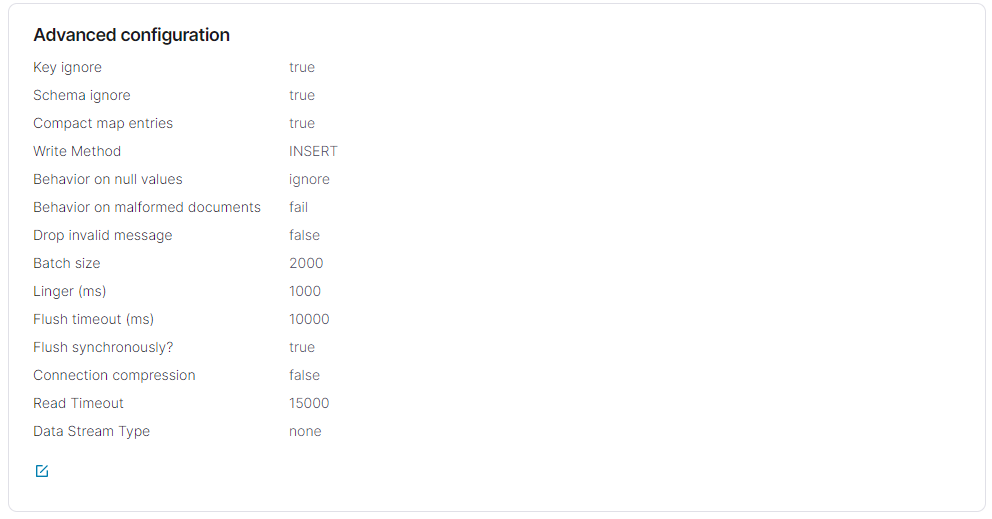 Advanced configuration
Key ignore true
Schema ignore true
Compact map entries true
Write Method INSERT
Behavior on null values ignore
Behavior on malformed documents fail
Drop invalid message false
Batch size 2000
Linger (ms) 1000
Flush timeout (ms) 10000
Flush synchronously? true
Connection compression false
Read Timeout 15000
Data Stream Type none